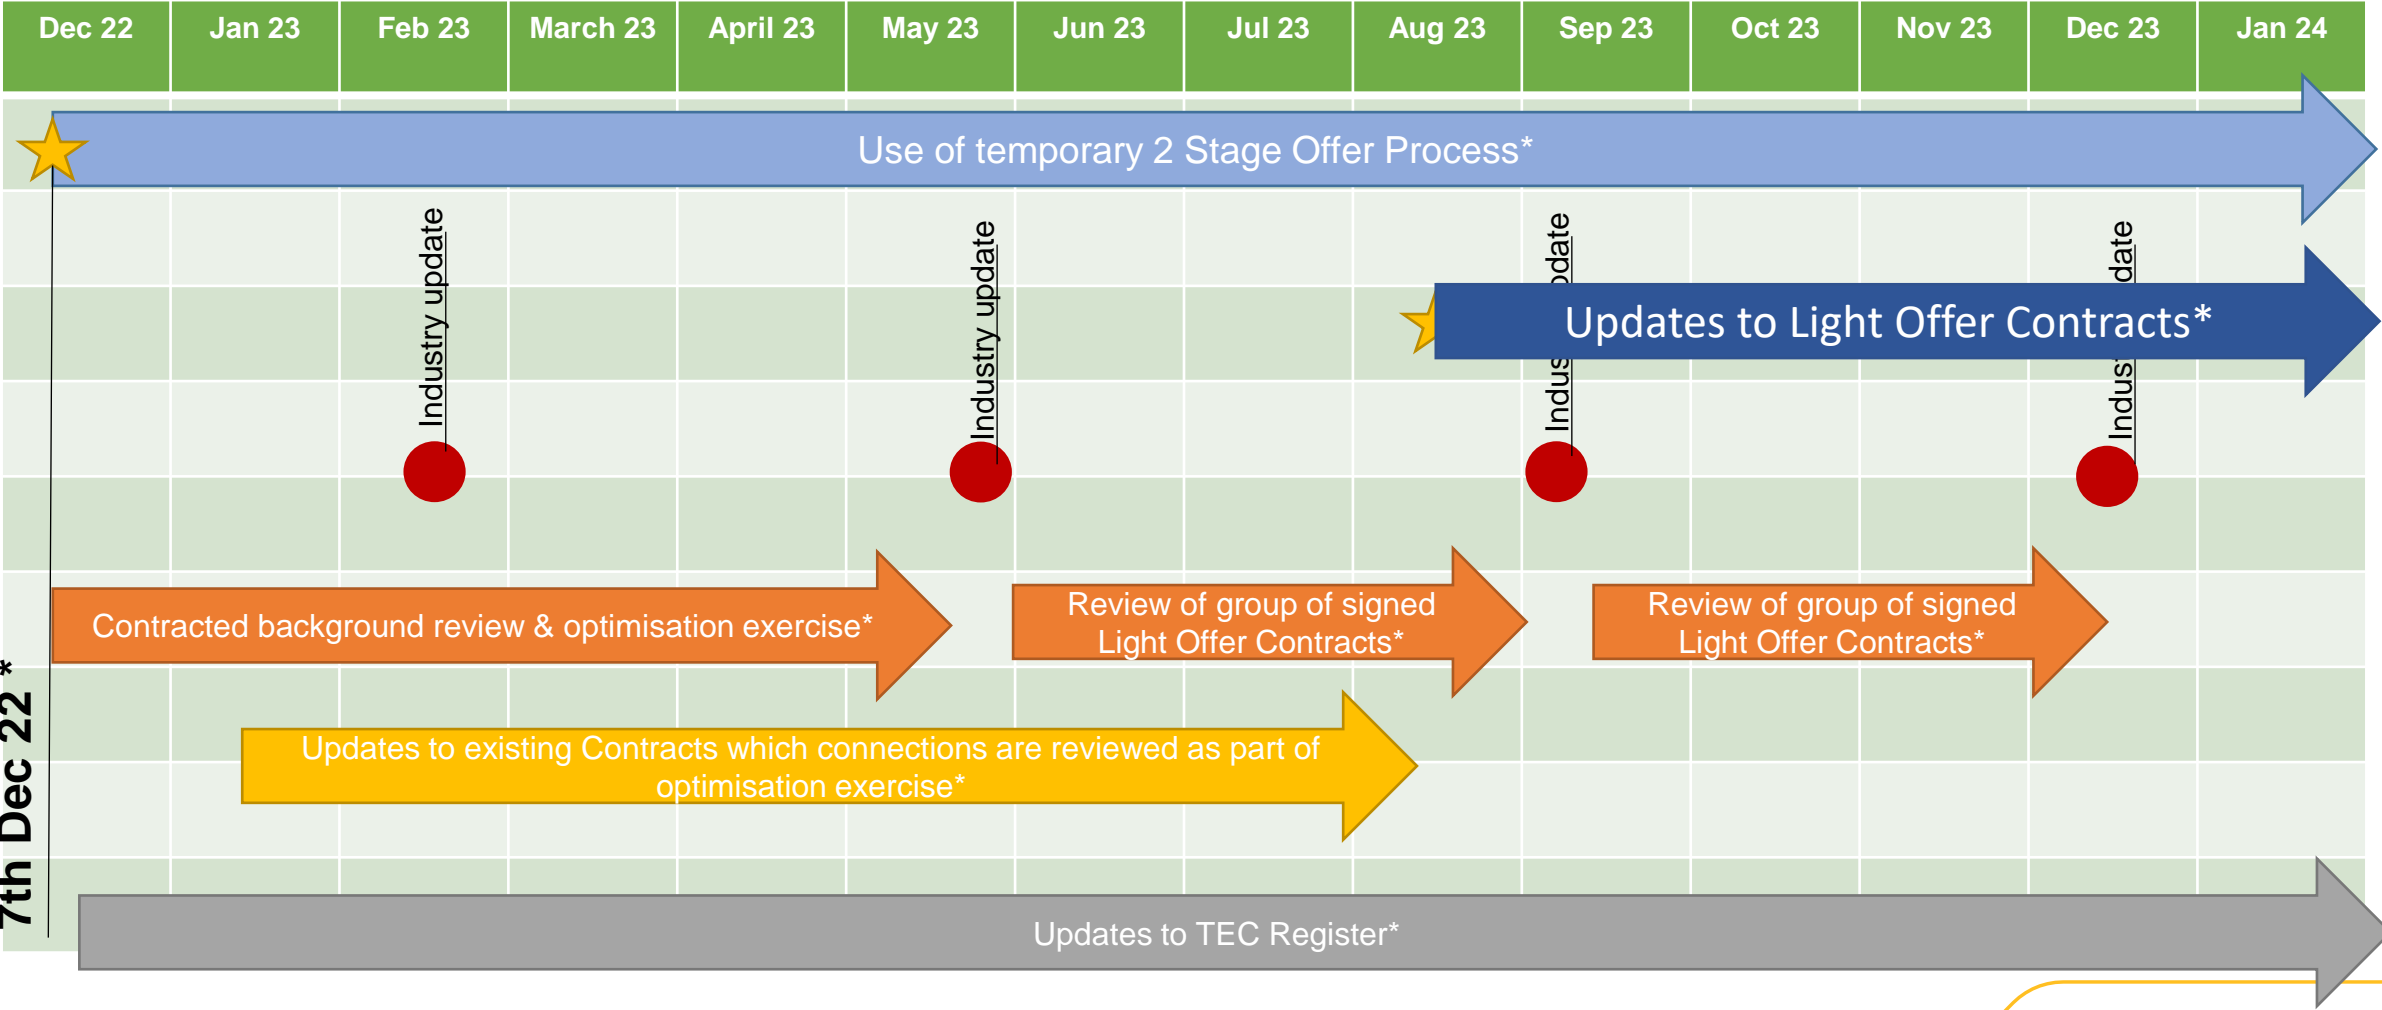 Dec 22
Jan 23
Feb 23
March 23
April 23
May 23
Jun 23
Jul 23
Aug 23
Sep 23
Oct 23
Nov 23
Dec 23
Jan 24
Use of temporary 2 Stage Offer Process*
Industry update
Industry update
Indus pdate
Indust date
Updates to Light Offer Contracts*
Contracted background review & optimisation exercise*
Review of group of signed
Light Offer Contracts*
Review of group of signed
Light Offer Contracts*
Updates to existing Contracts which connections are reviewed as part of
optimisation exercise*
7th Dec 22 *
Updates to TEC Register*